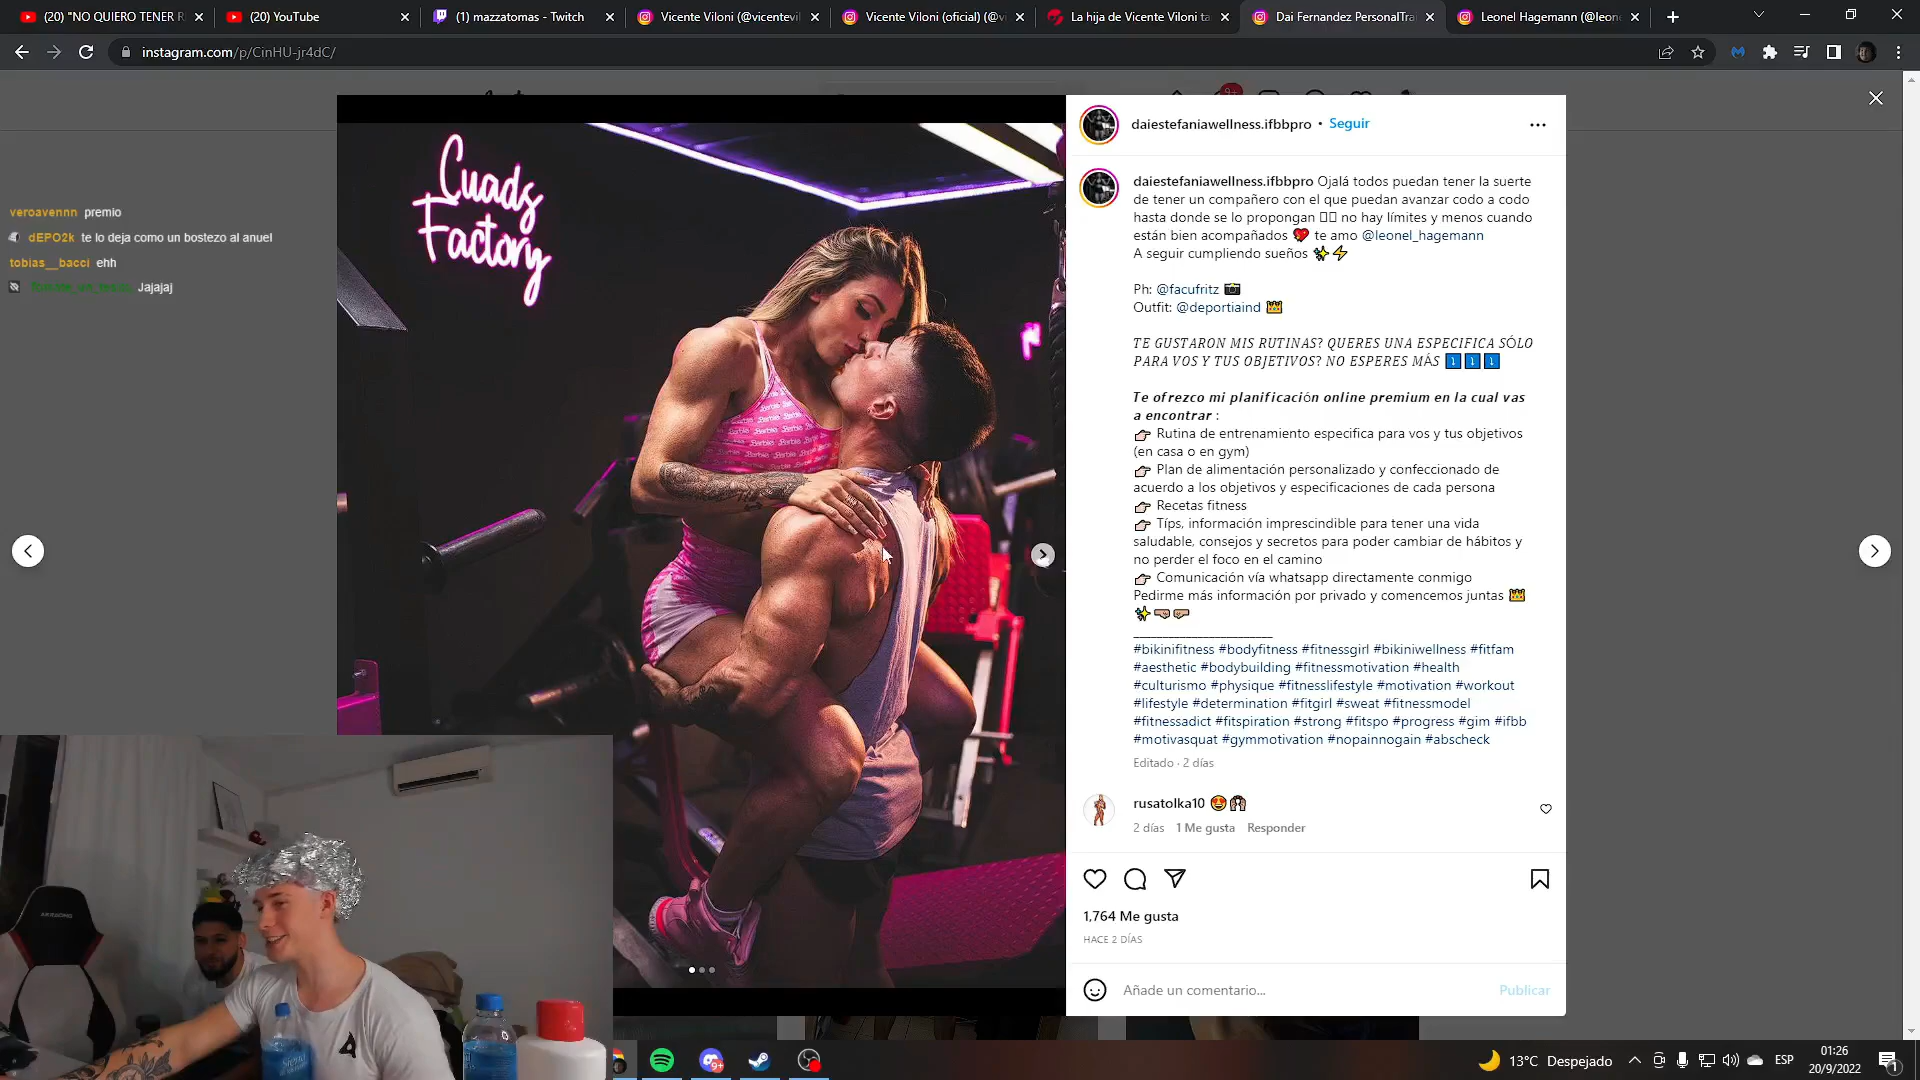 (20) "NO QUIERO TENER R
(20) YouTube
(1) mazzatomas - Twitch
Vicente Viloni (@vicentevil
Vicente Viloni (oficial) (@vi
La hija de Vicente Viloni ta
Dai Fernandez PersonalTra
Leonel Hagemann (@leone
instagram.com/p/CinHU-jr4dC/
9+
Cuads
Factory
veroavennn premio
dEPO2k te lo deja como un bostezo al anuel
tobias__bacci ehh
Jajajaj
Barbie
daiestefaniawellness.ifbbpro • Seguir
daiestefaniawellness.ifbbpro Ojalá todos puedan tener la suerte
de tener un compañero con el que puedan avanzar codo a codo
hasta donde se lo propongan no hay límites y menos cuando
están bien acompañados 💖 te amo @leonel_hagemann
A seguir cumpliendo sueños ✨⚡
Ph: @facufritz 📸
Outfit: @deportiaind 👑
TE GUSTARON MIS RUTINAS? QUERES UNA ESPECIFICA SÓLO
PARA VOS Y TUS OBJETIVOS? NO ESPERES MÁS
Te ofrezco mi planificación online premium en la cual vas
a encontrar :
👉 Rutina de entrenamiento especifica para vos y tus objetivos
(en casa o en gym)
👉 Plan de alimentación personalizado y confeccionado de
acuerdo a los objetivos y especificaciones de cada persona
👉 Recetas fitness
👉 Típs, información imprescindible para tener una vida
saludable, consejos y secretos para poder cambiar de hábitos y
no perder el foco en el camino
👉 Comunicación vía whatsapp directamente conmigo
Pedirme más información por privado y comencemos juntas 👑
✨🤜🤛
________________________
#bikinifitness #bodyfitness #fitnessgirl #bikiniwellness #fitfam
#aesthetic #bodybuilding #fitnessmotivation #health
#culturismo #physique #fitnesslifestyle #motivation #workout
#lifestyle #determination #fitgirl #sweat #fitnessmodel
#fitnessadict #fitspiration #strong #fitspo #progress #gim #ifbb
#motivasquat #gymmotivation #nopainnogain #abscheck
Editado · 2 días
rusatolka10 😍🙌
2 días 1 Me gusta Responder
1,764 Me gusta
HACE 2 DÍAS
Añade un comentario...
Publicar
9+
13°C Despejado
ESP
01:26
20/9/2022
1